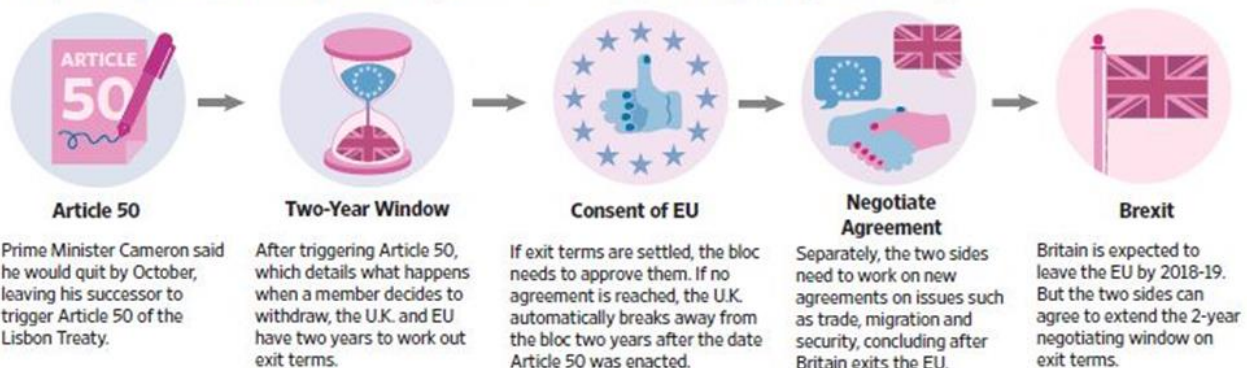 ARTICLE
50
Article 50
Prime Minister Cameron said
he would quit by October,
leaving his successor to
trigger Article 50 of the
Lisbon Treaty.
Two-Year Window
After triggering Article 50,
which details what happens
when a member decides to
withdraw, the U.K. and EU
have two years to work out
exit terms.
Consent of EU
If exit terms are settled, the bloc
needs to approve them. If no
agreement is reached, the U.K.
automatically breaks away from
the bloc two years after the date
Article 50 was enacted.
Negotiate
Agreement
Separately, the two sides
need to work on new
agreements on issues such
as trade, migration and
security, concluding after
Britain exits the EU.
Brexit
Britain is expected to
leave the EU by 2018-19.
But the two sides can
agree to extend the 2-year
negotiating window on
exit terms.